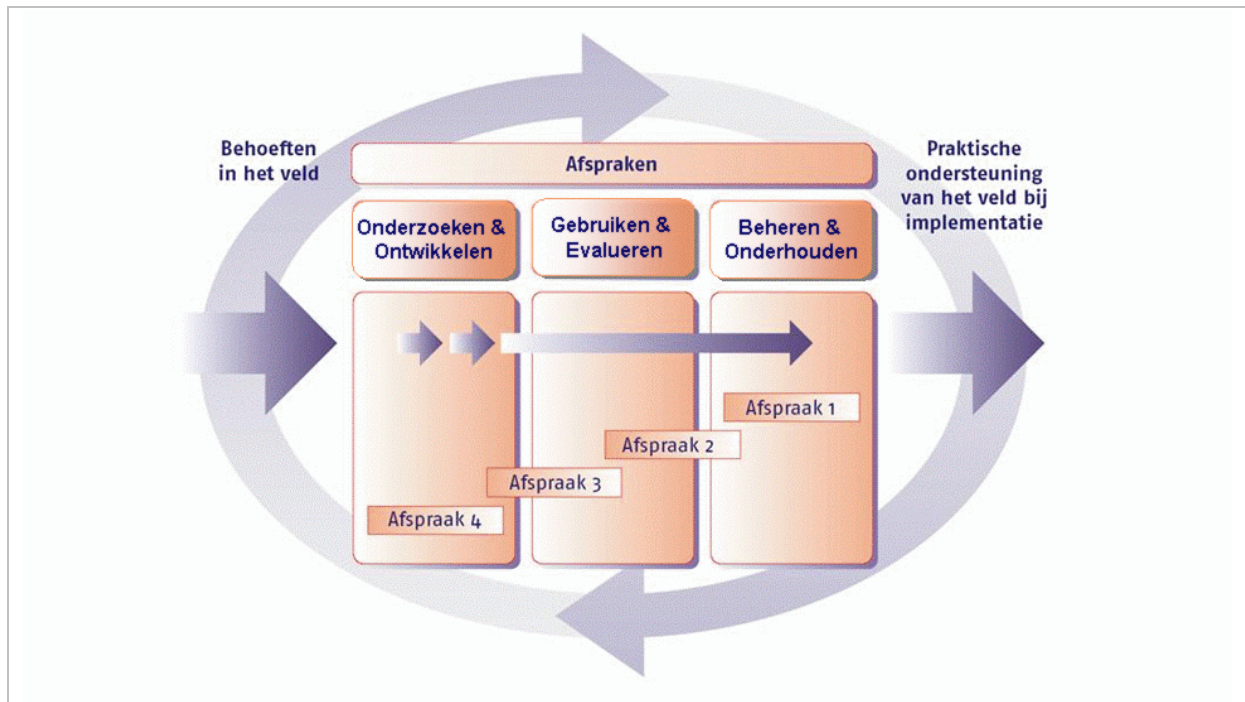 Behoeften
in het veld
Afspraken
Praktische
ondersteuning
van het veld bij
implementatie
Onderzoeken &
Ontwikkelen
Gebruiken &
Evalueren
Beheren &
Onderhouden
Afspraak 1
Afspraak 2
Afspraak 3
Afspraak 4